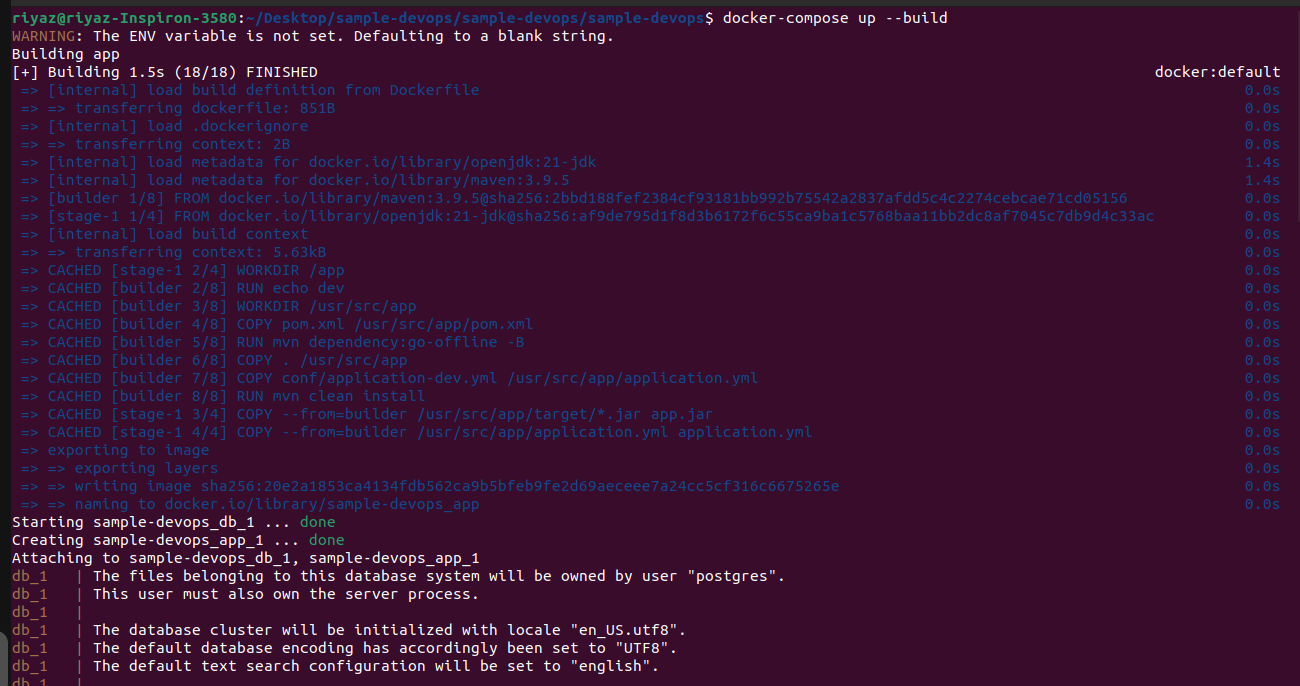 riyaz@riyaz-Inspiron-3580:~/Desktop/sample-devops/sample-devops/sample-devops$ docker-compose up --build
WARNING: The ENV variable is not set. Defaulting to a blank string.
Building app
[+] Building 1.5s (18/18) FINISHED docker:default
=> [internal] load build definition from Dockerfile 0.0s
=> => transferring dockerfile: 851B 0.0s
=> [internal] load .dockerignore 0.0s
=> => transferring context: 2B 0.0s
=> [internal] load metadata for docker.io/library/openjdk:21-jdk 1.4s
=> [internal] load metadata for docker.io/library/maven:3.9.5 1.4s
=> [builder 1/8] FROM docker.io/library/maven:3.9.5@sha256:2bbd188fef2384cf93181bb992b75542a2837afdd5c4c2274cebcae71cd05156 0.0s
=> [stage-1 1/4] FROM docker.io/library/openjdk:21-jdk@sha256:af9de795d1f8d3b6172f6c55ca9ba1c5768baa11bb2dc8af7045c7db9d4c33ac 0.0s
=> [internal] load build context 0.0s
=> => transferring context: 5.63kB 0.0s
=> CACHED [stage-1 2/4] WORKDIR /app 0.0s
=> CACHED [builder 2/8] RUN echo dev 0.0s
=> CACHED [builder 3/8] WORKDIR /usr/src/app 0.0s
=> CACHED [builder 4/8] COPY pom.xml /usr/src/app/pom.xml 0.0s
=> CACHED [builder 5/8] RUN mvn dependency:go-offline -B 0.0s
=> CACHED [builder 6/8] COPY . /usr/src/app 0.0s
=> CACHED [builder 7/8] COPY conf/application-dev.yml /usr/src/app/application.yml 0.0s
=> CACHED [builder 8/8] RUN mvn clean install 0.0s
=> CACHED [stage-1 3/4] COPY --from=builder /usr/src/app/target/*.jar app.jar 0.0s
=> CACHED [stage-1 4/4] COPY --from=builder /usr/src/app/application.yml application.yml 0.0s
=> exporting to image 0.0s
=> => exporting layers 0.0s
=> => writing image sha256:20e2a1853ca4134fdb562ca9b5bfeb9fe2d69aeceee7a24cc5cf316c6675265e 0.0s
=> => naming to docker.io/library/sample-devops_app 0.0s
Starting sample-devops_db_1 ... done
Creating sample-devops_app_1 ... done
Attaching to sample-devops_db_1, sample-devops_app_1
db_1 | The files belonging to this database system will be owned by user "postgres".
db_1 | This user must also own the server process.
db_1 |
db_1 | The database cluster will be initialized with locale "en_US.utf8".
db_1 | The default database encoding has accordingly been set to "UTF8".
db_1 | The default text search configuration will be set to "english".
db_1 |